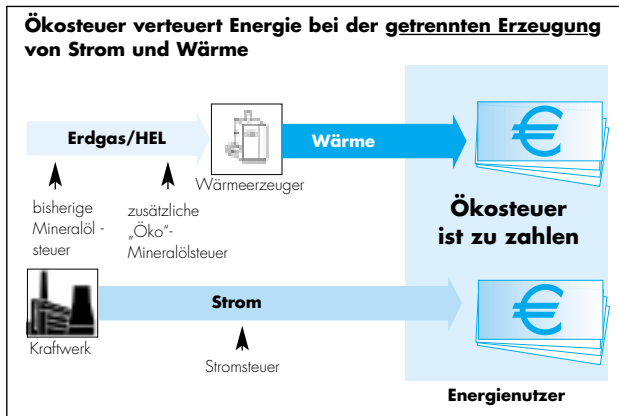 Ökosteuer verteuert Energie bei der getrennten Erzeugung
von Strom und Wärme
Erdgas/HEL
Wärme
€
Wärmeerzeuger
bisherige
Mineralöl -
steuer
zusätzliche
„Öko“-
Mineralölsteuer
Ökosteuer
ist zu zahlen
Strom
€
Kraftwerk
Stromsteuer
Energienutzer